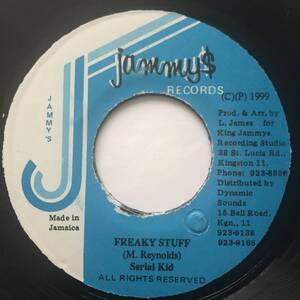 jammy$
RECORDS
JAMMY'S
(C)(P) 1999
Prod. & Arr. by
L. James for
King Jammys
Recording Studio
38 St. Lucia Rd.,
Kingston 11.
Phone: 923-8596
Distributed by
Dynamic
Sounds
15 Bell Road,
Kgn., 11
923-9138
923-9168
Made in
Jamaica
FREAKY STUFF
(M. Reynolds)
Serial Kid
ALL RIGHTS RESERVED